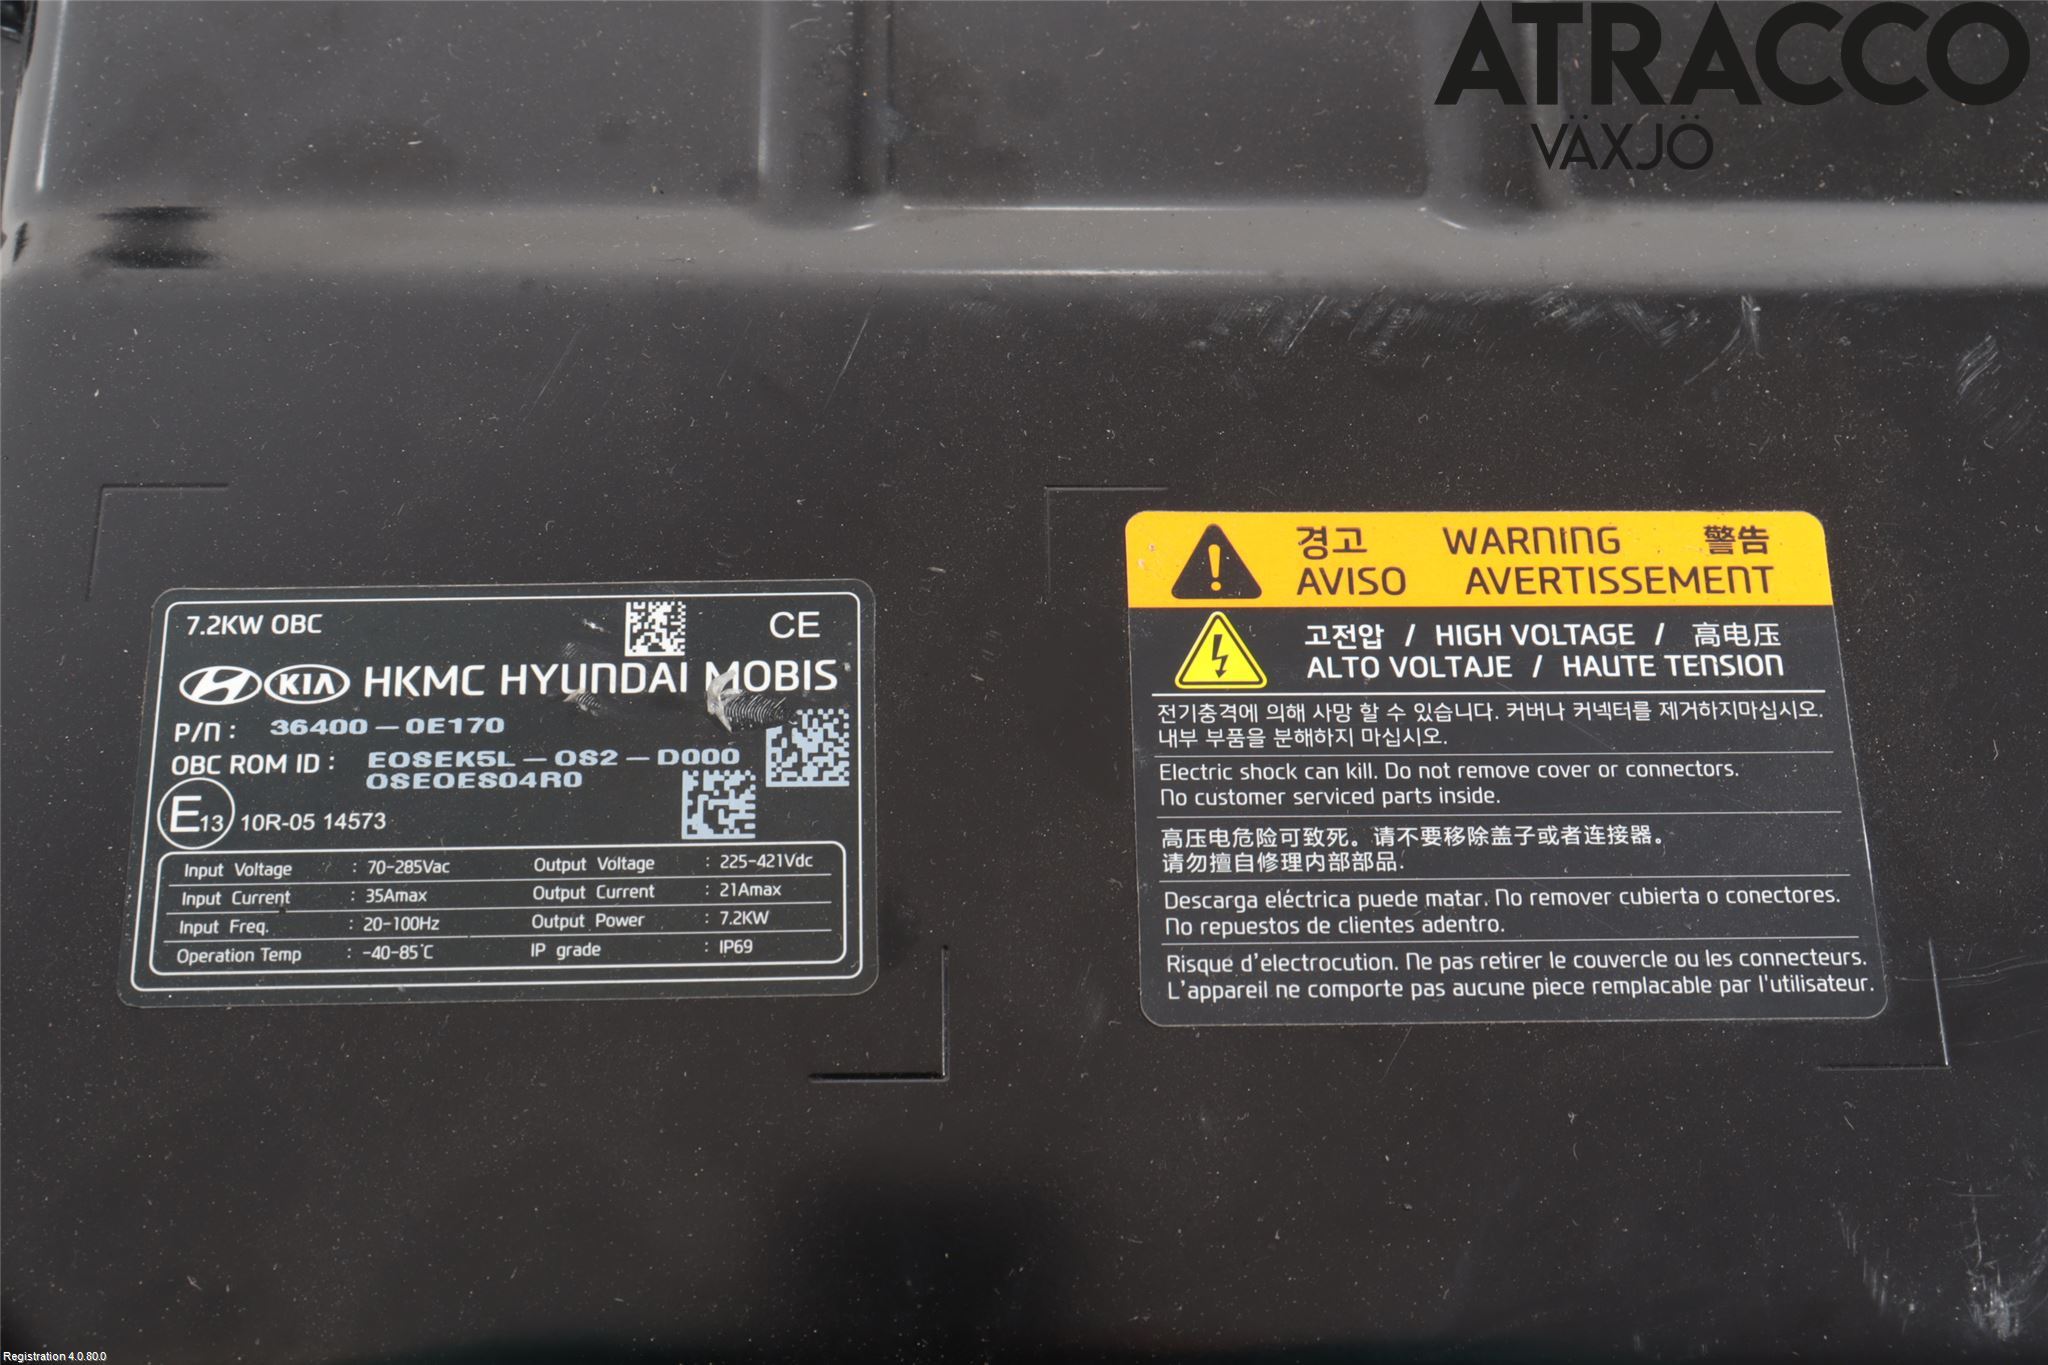 ATRACCO
VÄXJÖ
7.2KW OBC
CE
KIA HKMC HYUNDAI MOBIS
P/N : 36400-0E170
OBC ROM ID : EOSEK5L-OS2-D000
OSEOES04R0
E13 10R-05 14573
Input Voltage : 70-285Vac Output Voltage : 225-421Vdc
Input Current : 35Amax Output Current : 21Amax
Input Freq. : 20-100Hz Output Power : 7.2KW
Operation Temp : -40-85℃ IP grade : IP69
경고 WARNING 警告
AVISO AVERTISSEMENT
고전압 / HIGH VOLTAGE / 高电压
ALTO VOLTAJE / HAUTE TENSION
전기충격에 의해 사망 할 수 있습니다. 커버나 커넥터를 제거하지마십시오.
내부 부품을 분해하지 마십시오.
Electric shock can kill. Do not remove cover or connectors.
No customer serviced parts inside.
高压电危险可致死。请不要移除盖子或者连接器。
请勿擅自修理内部部品.
Descarga eléctrica puede matar. No remover cubierta o conectores.
No repuestos de clientes adentro.
Risque d'electrocution. Ne pas retirer le couvercle ou les connecteurs.
L'appareil ne comporte pas aucune piece remplacable par l'utilisateur.
Registration 4.0.80.0